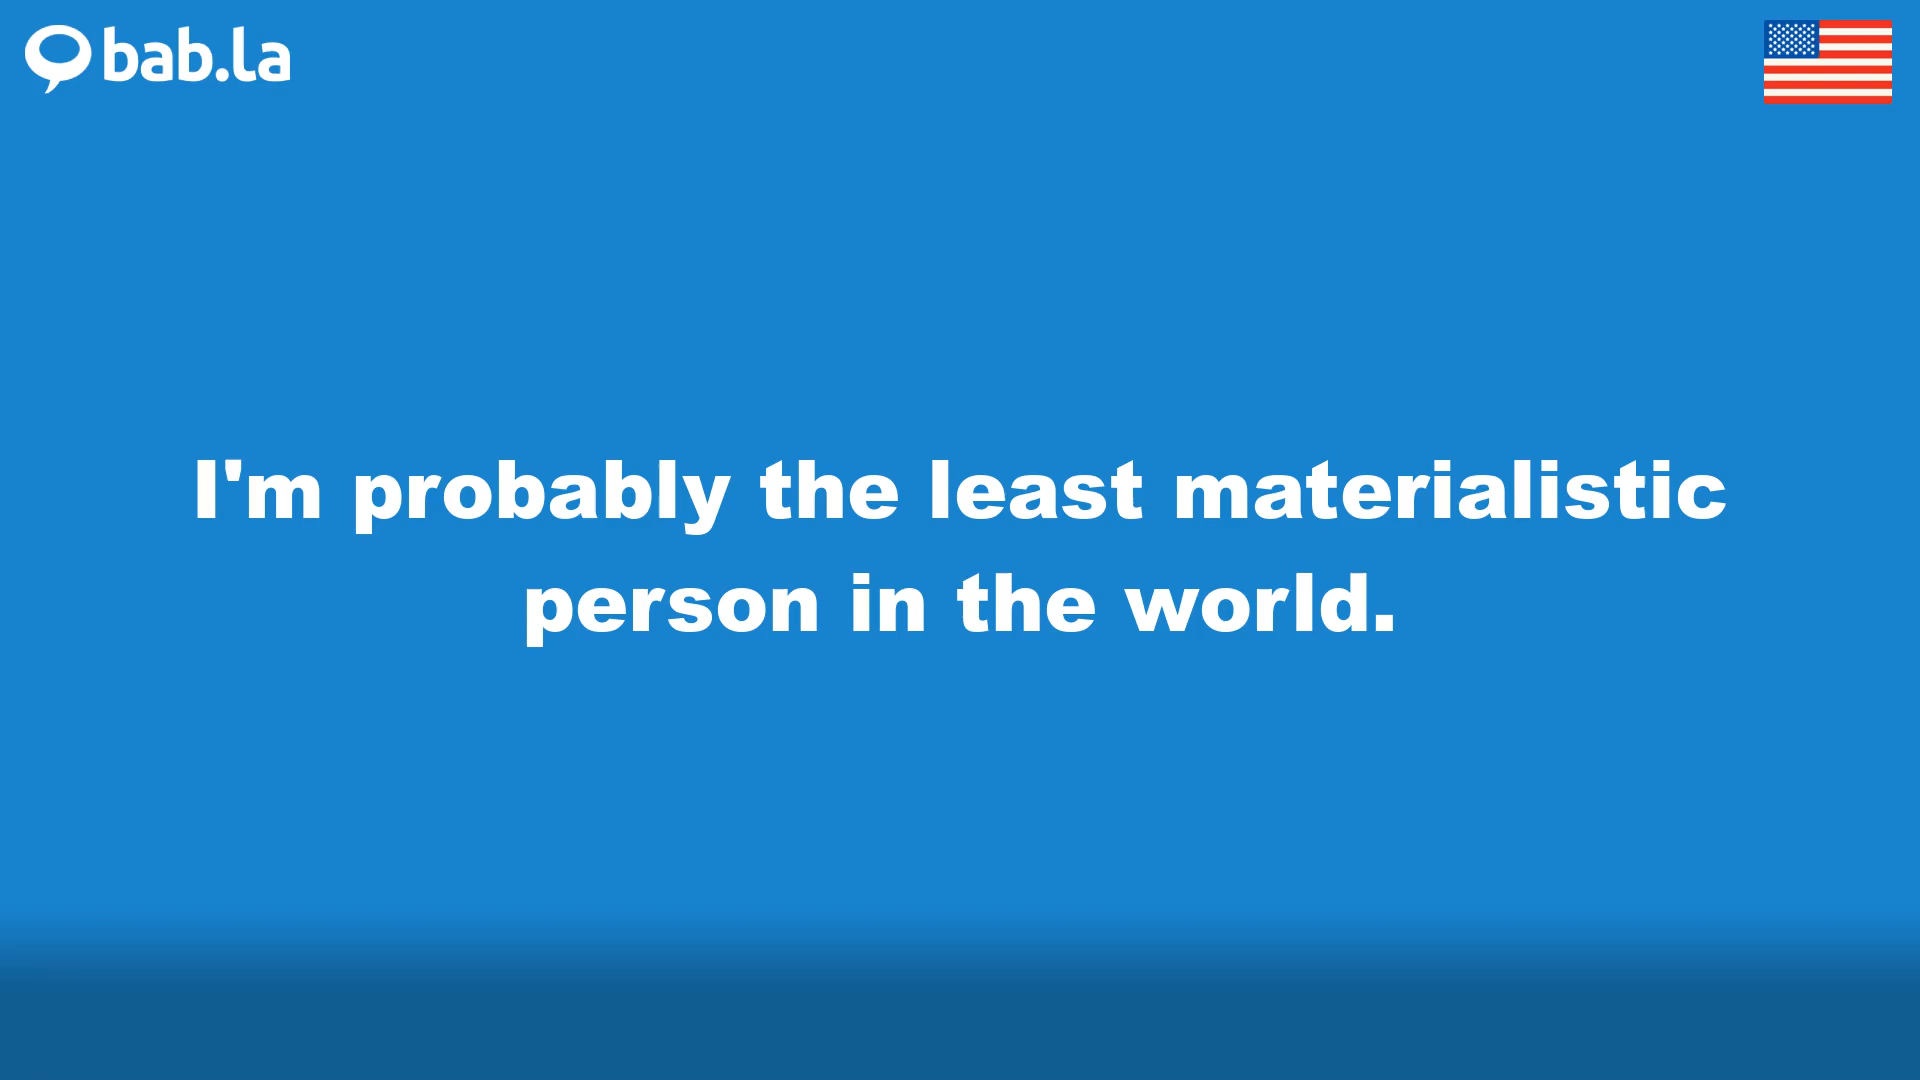 bab.la
I'm probably the least materialistic
person in the world.